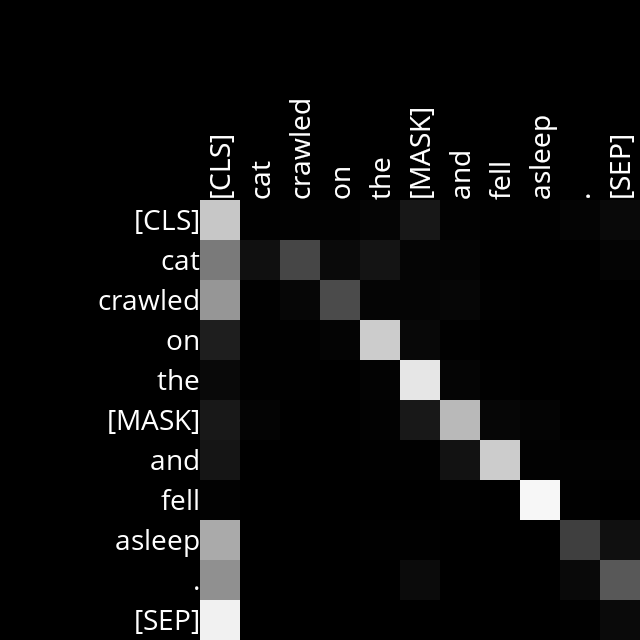 [CLS] cat crawled on the [MASK] and fell asleep . [SEP]
[CLS]
cat
crawled
on
the
[MASK]
and
fell
asleep
.
[SEP]